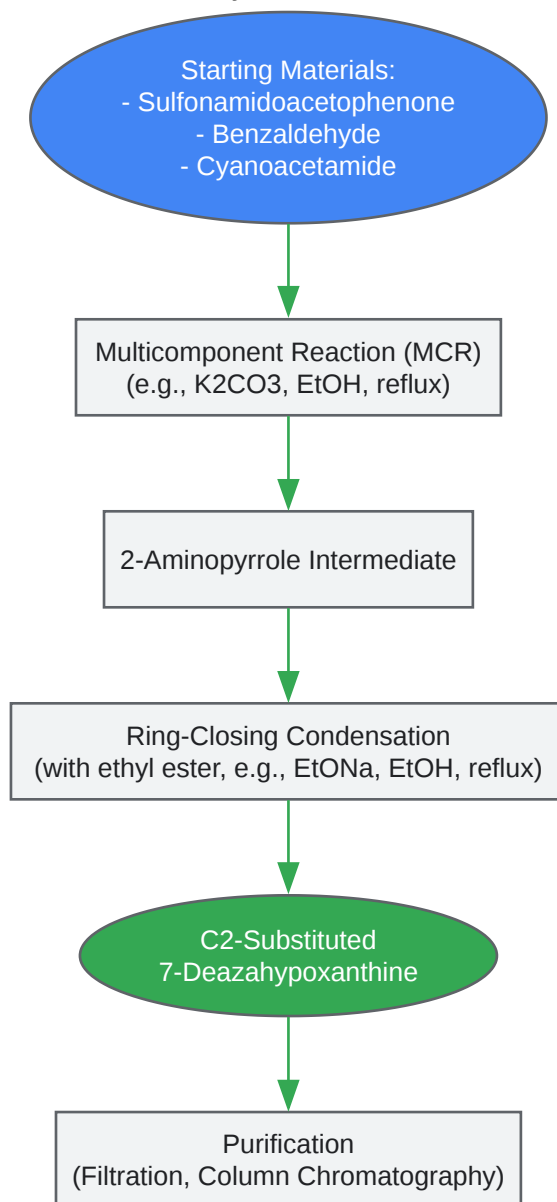 Starting Materials:
- Sulfonamidoacetophenone
- Benzaldehyde
- Cyanoacetamide
Multicomponent Reaction (MCR)
(e.g., K2CO3, EtOH, reflux)
2-Aminopyrrole Intermediate
Ring-Closing Condensation
(with ethyl ester, e.g., EtONa, EtOH, reflux)
C2-Substituted
7-Deazahypoxanthine
Purification
(Filtration, Column Chromatography)